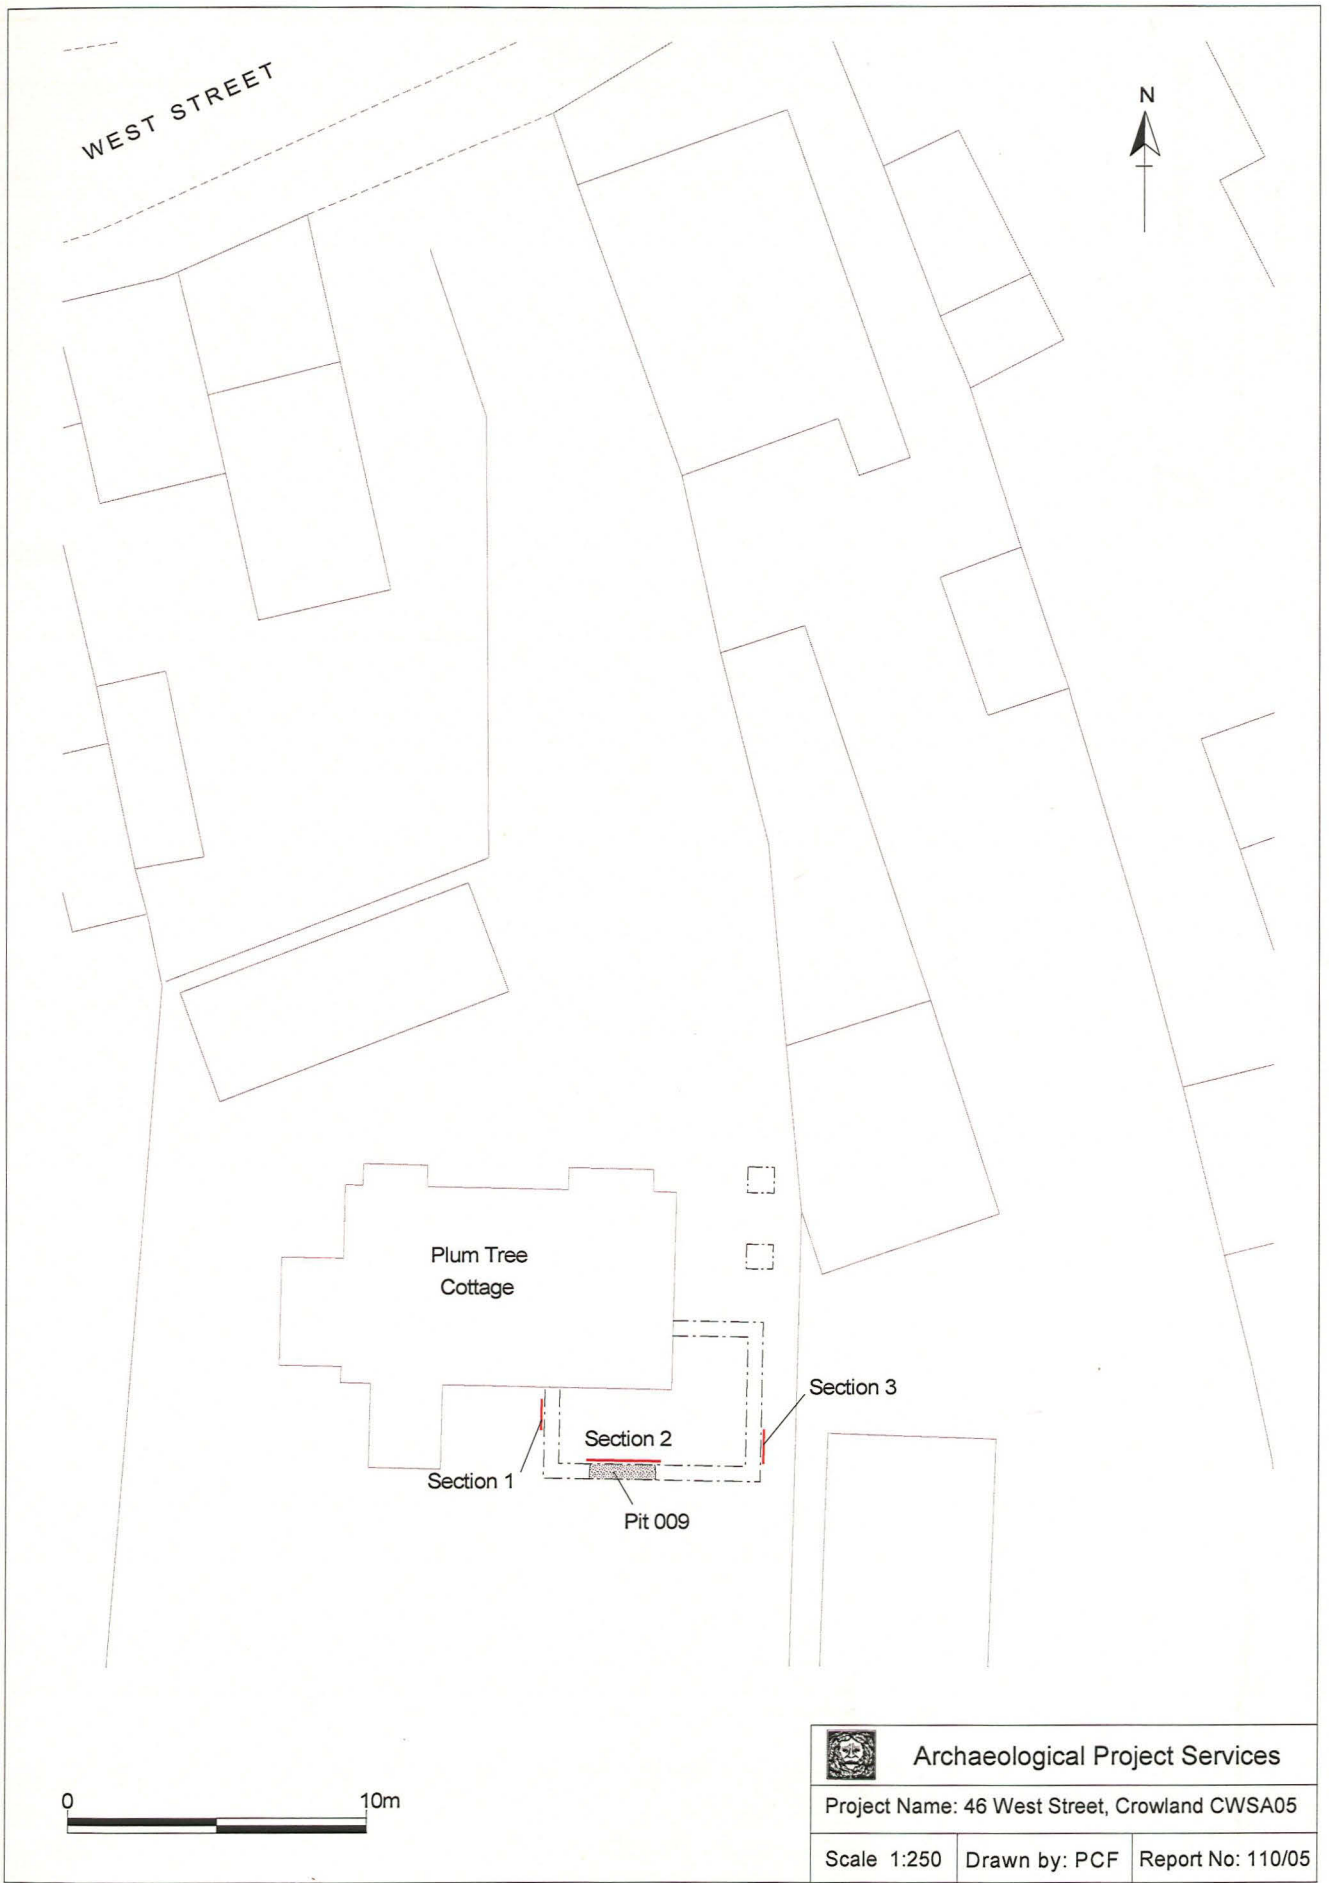 WEST STREET
N
Plum Tree
Cottage
Section 3
Section 2
Section 1
Pit 009
0 10m
Archaeological Project Services
Project Name: 46 West Street, Crowland CWSA05
Scale 1:250 Drawn by: PCF Report No: 110/05